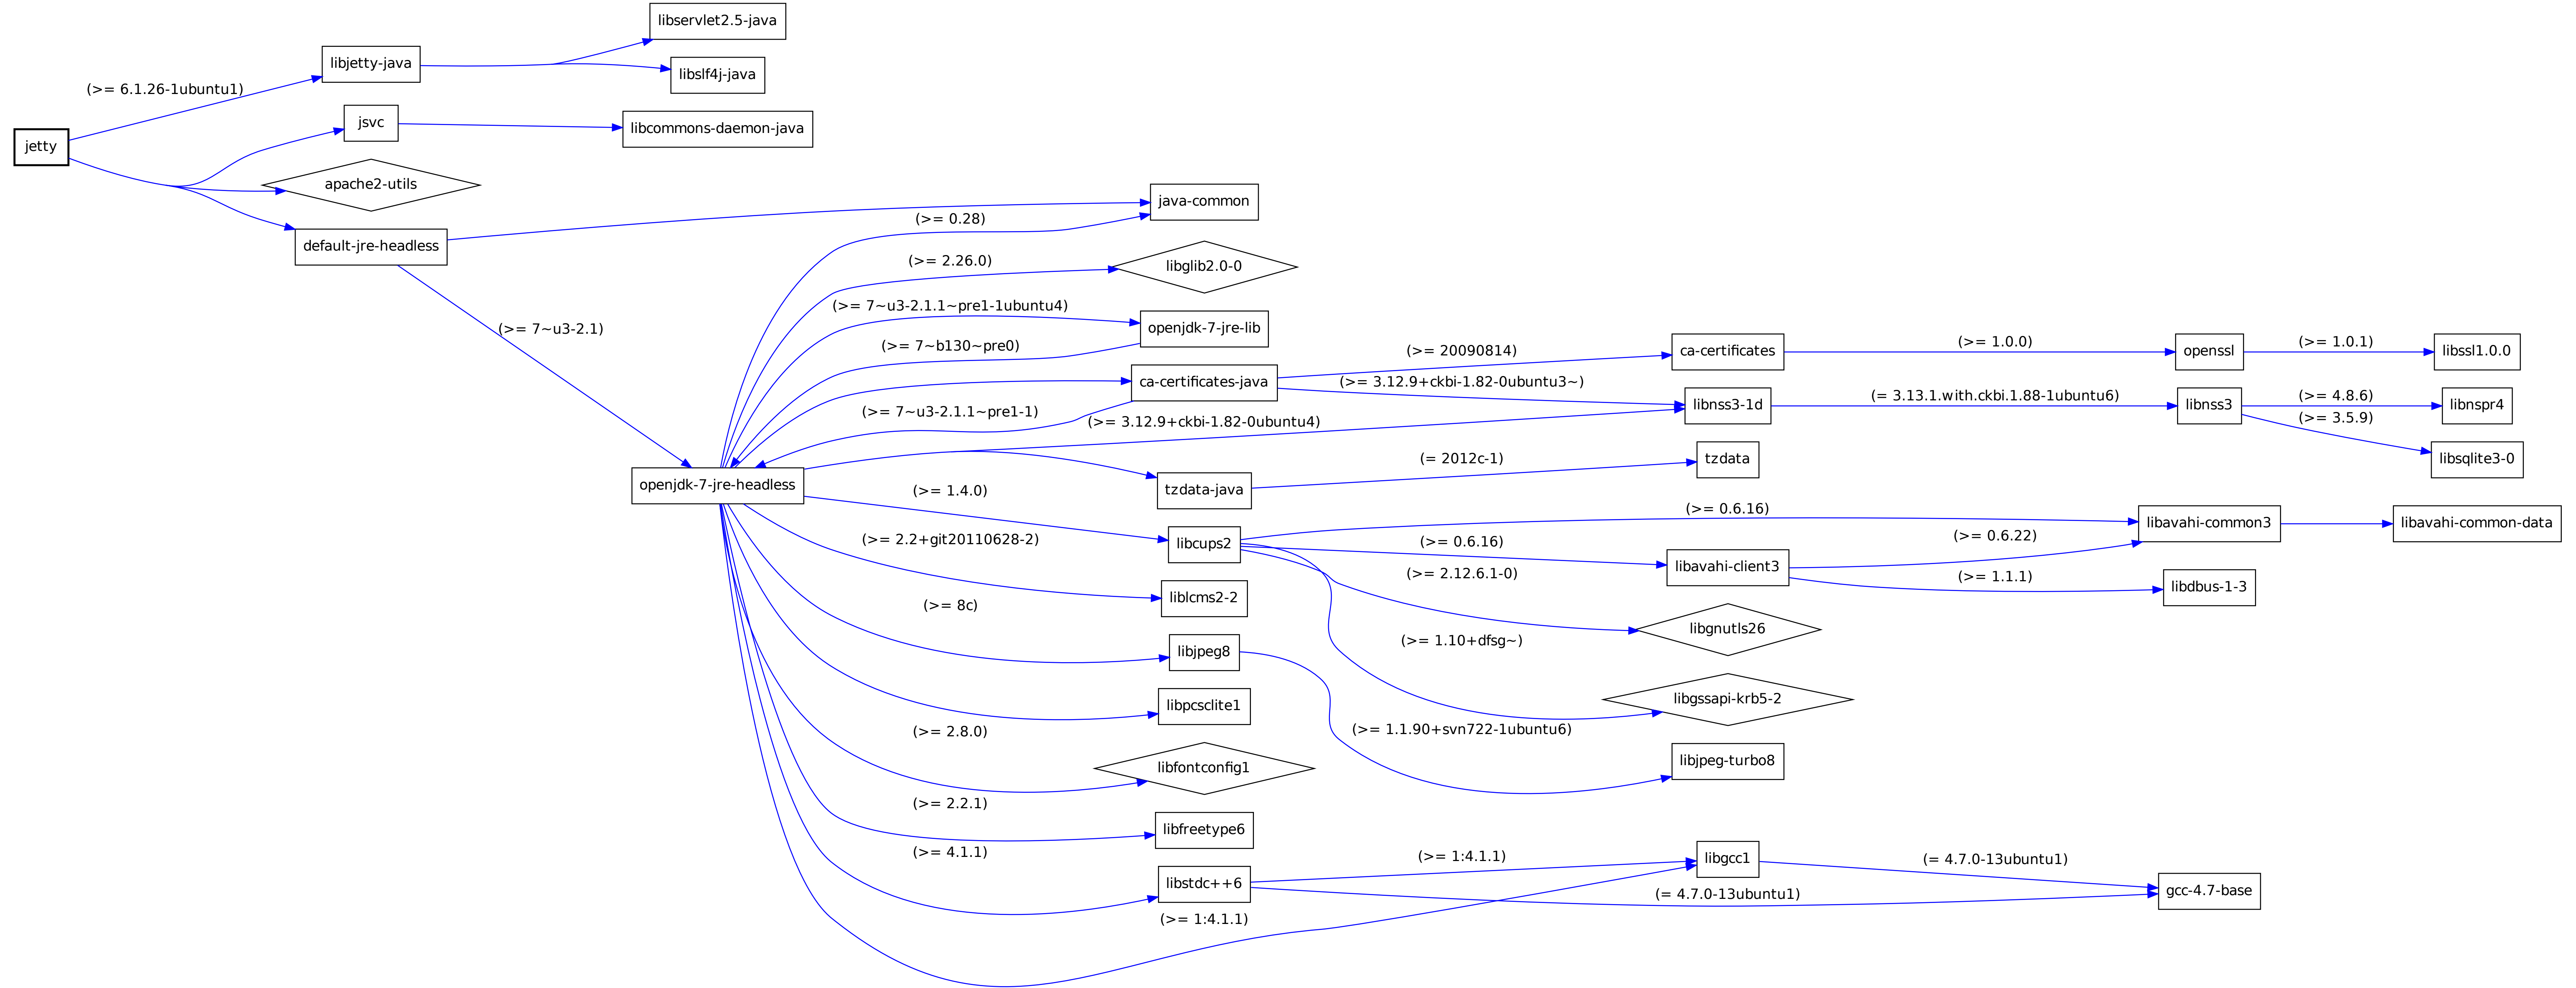 libservlet2.5-java
libjetty-java
libslf4j-java
(>= 6.1.26-1ubuntu1)
jsvc
libcommons-daemon-java
jetty
apache2-utils
java-common
(>= 0.28)
default-jre-headless
(>= 2.26.0)
libglib2.0-0
(>= 7~u3-2.1.1~pre1-1ubuntu4)
(>= 7~u3-2.1)
openjdk-7-jre-lib
(>= 7~b130~pre0)
(>= 20090814)
ca-certificates
(>= 1.0.0)
openssl
(>= 1.0.1)
libssl1.0.0
ca-certificates-java
(>= 3.12.9+ckbi-1.82-0ubuntu3~)
(>= 7~u3-2.1.1~pre1-1)
libnss3-1d
(= 3.13.1.with.ckbi.1.88-1ubuntu6)
libnss3
(>= 4.8.6)
libnspr4
(>= 3.12.9+ckbi-1.82-0ubuntu4)
(>= 3.5.9)
(= 2012c-1)
tzdata
libsqlite3-0
openjdk-7-jre-headless
(>= 1.4.0)
tzdata-java
(>= 0.6.16)
libavahi-common3
libavahi-common-data
(>= 2.2+git20110628-2)
libcups2
(>= 0.6.16)
(>= 0.6.22)
(>= 2.12.6.1-0)
libavahi-client3
(>= 1.1.1)
libdbus-1-3
(>= 8c)
liblcms2-2
libgnutls26
(>= 1.10+dfsg~)
libjpeg8
libgssapi-krb5-2
libpcsclite1
(>= 2.8.0)
(>= 1.1.90+svn722-1ubuntu6)
libfontconfig1
libjpeg-turbo8
(>= 2.2.1)
libfreetype6
(>= 4.1.1)
(>= 1:4.1.1)
libgcc1
(= 4.7.0-13ubuntu1)
libstdc++6
(= 4.7.0-13ubuntu1)
gcc-4.7-base
(>= 1:4.1.1)